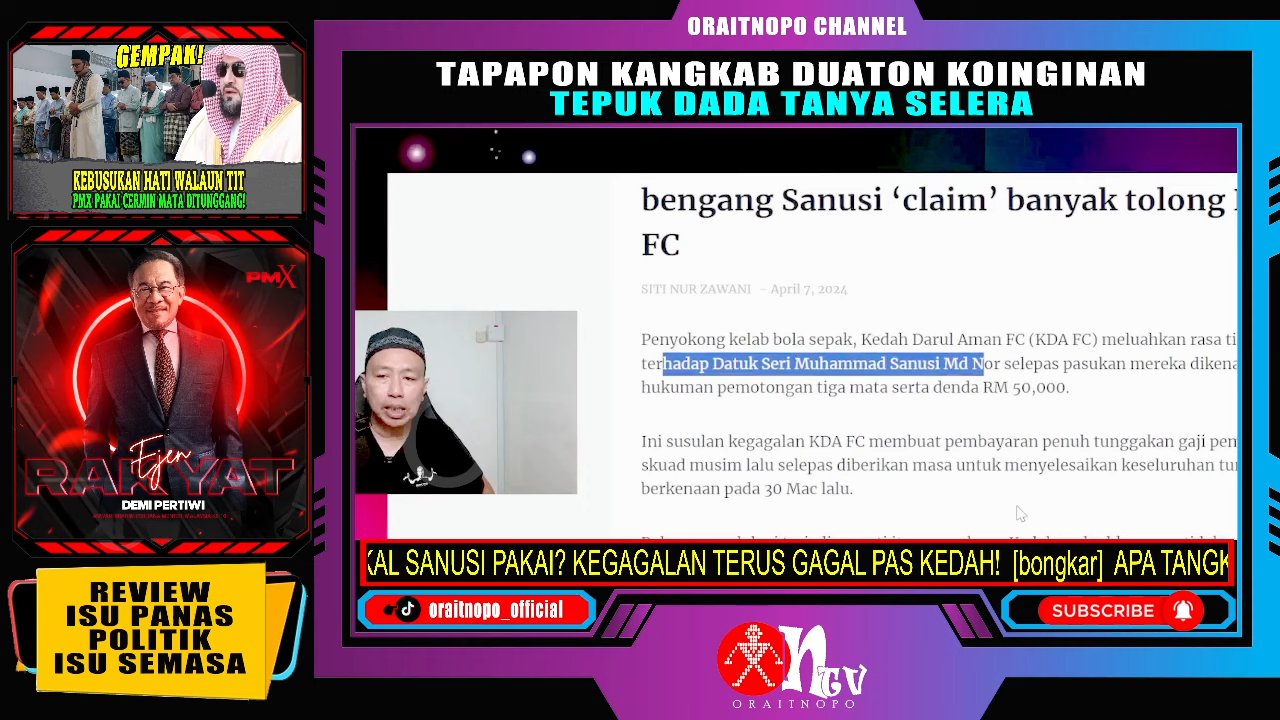 ORAITNOPO CHANNEL
TAPAPON KANGKAB DUATON KOINGINAN
TEPUK DADA TANYA SELERA
GEMPAK!
KEBUSUKAN HATI WALAUN TIT
PMX PAKAI CERMIN MATA DITUNGGANG!
PMX
Ejen
RAKYAT
DEMI PERTIWI
REVIEW
ISU PANAS
POLITIK
ISU SEMASA
bengang Sanusi ‘claim’ banyak tolong
FC
SITI NUR ZAWANI - April 7, 2024
Penyokong kelab bola sepak, Kedah Darul Aman FC (KDA FC) meluahkan rasa ti
terhadap Datuk Seri Muhammad Sanusi Md Nor selepas pasukan mereka dikena
hukuman pemotongan tiga mata serta denda RM 50,000.
Ini susulan kegagalan KDA FC membuat pembayaran penuh tunggakan gaji pem
skuad musim lalu selepas diberikan masa untuk menyelesaikan keseluruhan tun
berkenaan pada 30 Mac lalu.
KAL SANUSI PAKAI? KEGAGALAN TERUS GAGAL PAS KEDAH! [bongkar] APA TANGK
oraitnopo_official
SUBSCRIBE
nTV
ORAITNOPO